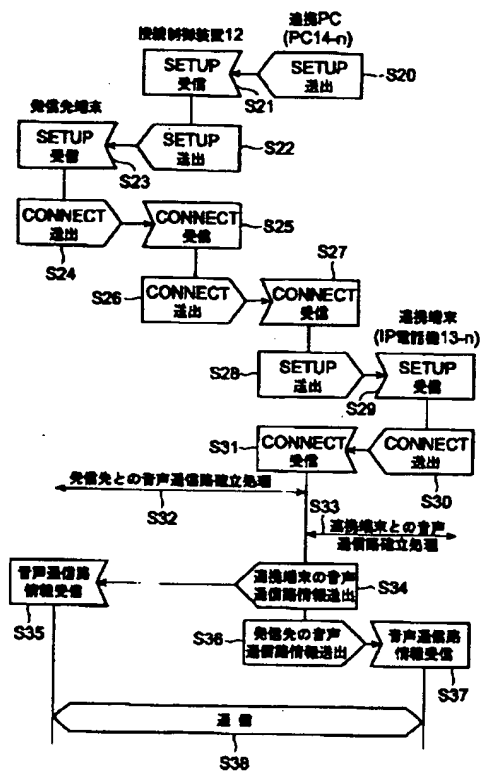 連携PC
接続制御装置12
(PC14-n)
SETUP
受信
SETUP
送出
S20
S21
発信先端末
SETUP
受信
SETUP
送出
S22
S23
CONNECT
送出
CONNECT
受信
S25
S24
S27
S26
CONNECT
送出
CONNECT
受信
連携端末
(IP電話機13-n)
S28
SETUP
送出
SETUP
受信
S29
S31
CONNECT
受信
CONNECT
送出
S30
発信先との音声通信路確立処理
S32
S33
連携端末との音声
通信路確立処理
音声通信路
情報受信
連携端末の音声
通信路情報送出
S34
S35
S36
発信先の音声
通信路情報送出
音声通信路
情報受信
S37
通信
S38